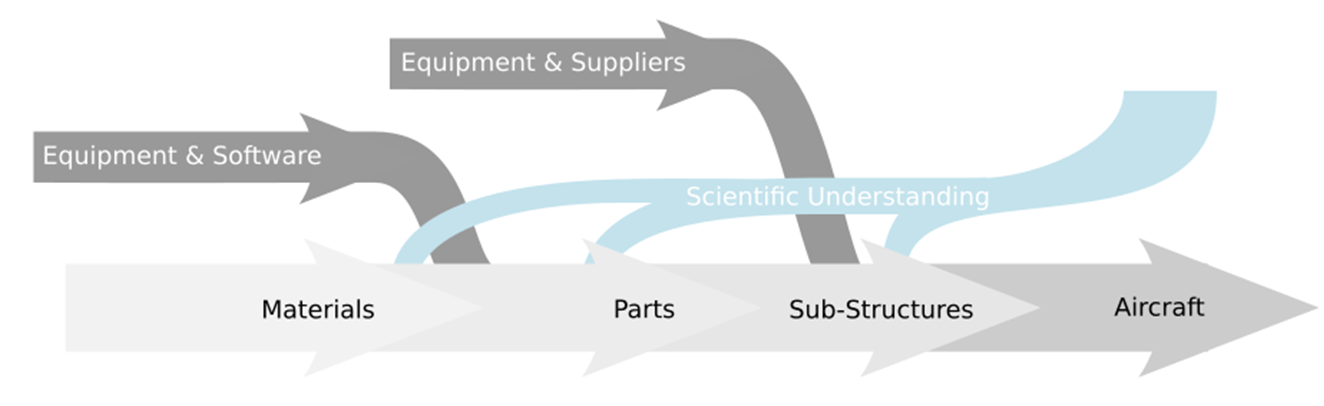 Equipment & Suppliers
Equipment & Software
Scientific Understanding
Materials
Parts
Sub-Structures
Aircraft